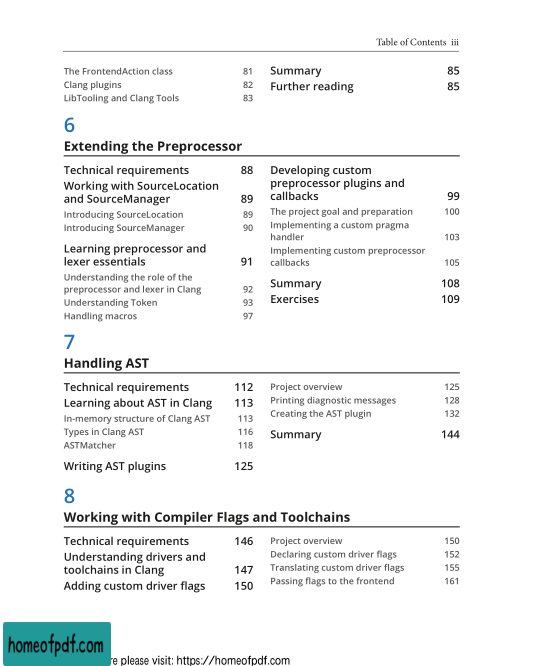 Table of Contents iii
The FrontendAction class 81
Clang plugins 82
LibTooling and Clang Tools 83
Summary 85
Further reading 85
6
Extending the Preprocessor
Technical requirements 88
Working with SourceLocation
and SourceManager 89
Introducing SourceLocation 89
Introducing SourceManager 90
Learning preprocessor and
lexer essentials 91
Understanding the role of the
preprocessor and lexer in Clang 92
Understanding Token 93
Handling macros 97
Developing custom
preprocessor plugins and
callbacks 99
The project goal and preparation 100
Implementing a custom pragma
handler 103
Implementing custom preprocessor
callbacks 105
Summary 108
Exercises 109
7
Handling AST
Technical requirements 112
Learning about AST in Clang 113
In-memory structure of Clang AST 113
Types in Clang AST 116
ASTMatcher 118
Writing AST plugins 125
Project overview 125
Printing diagnostic messages 128
Creating the AST plugin 132
Summary 144
8
Working with Compiler Flags and Toolchains
Technical requirements 146
Understanding drivers and
toolchains in Clang 147
Adding custom driver flags 150
Project overview 150
Declaring custom driver flags 152
Translating custom driver flags 155
Passing flags to the frontend 161
homeofpdf.com
re please visit: https://homeofpdf.com